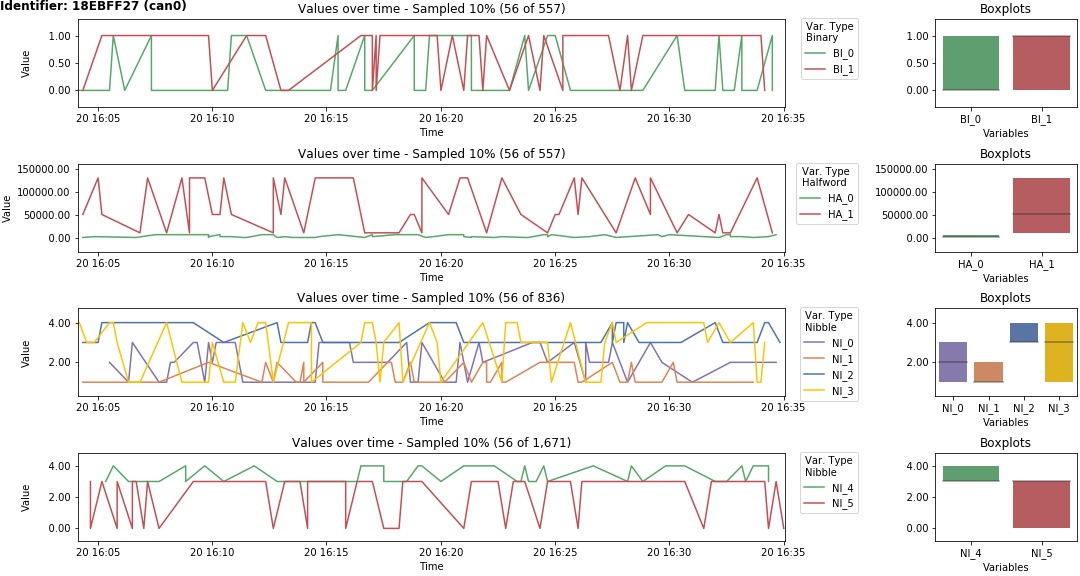 Identifier: 18EBFF27 (can0)
Values over time - Sampled 10% (56 of 557)
Value
1.00
0.50
0.00
20 16:05
20 16:10
20 16:15
20 16:20
20 16:25
20 16:30
20 16:35
Time
Var. Type
Binary
BI_0
BI_1
Boxplots
1.00
0.50
0.00
BI_0
BI_1
Variables
Values over time - Sampled 10% (56 of 557)
Value
150000.00
100000.00
50000.00
0.00
20 16:05
20 16:10
20 16:15
20 16:20
20 16:25
20 16:30
20 16:35
Time
Var. Type
Halfword
HA_0
HA_1
Boxplots
150000.00
100000.00
50000.00
0.00
HA_0
HA_1
Variables
Values over time - Sampled 10% (56 of 836)
Value
4.00
2.00
20 16:05
20 16:10
20 16:15
20 16:20
20 16:25
20 16:30
20 16:35
Time
Var. Type
Nibble
NI_0
NI_1
NI_2
NI_3
Boxplots
4.00
2.00
NI_0
NI_1
NI_2
NI_3
Variables
Values over time - Sampled 10% (56 of 1,671)
Value
4.00
2.00
0.00
20 16:05
20 16:10
20 16:15
20 16:20
20 16:25
20 16:30
20 16:35
Time
Var. Type
Nibble
NI_4
NI_5
Boxplots
4.00
2.00
0.00
NI_4
NI_5
Variables